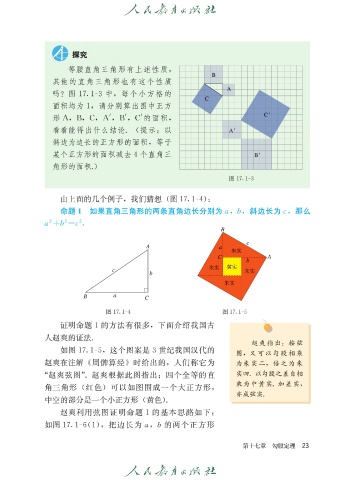 人民教育出版社
探究
等腰直角三角形有上述性质，
其他的直角三角形也有这个性质
吗？图 17.1-3 中，每个小方格的
面积均为 1，请分别算出图中正方
形 A，B，C，A′，B′，C′的面积，
看看能得出什么结论．（提示：以
斜边为边长的正方形的面积，等于
某个正方形的面积减去 4 个直角三
角形的面积．）
B
A
C
C′
A′
B′
图 17.1-3
由上面的几个例子，我们猜想（图 17.1-4）：
命题 1　如果直角三角形的两条直角边长分别为 a，b，斜边长为 c，那么
a²+b²=c²．
A
c
b
B
a
C
图 17.1-4
B
a
c
朱实
C
b
A
朱实
黄实
朱实
朱实
图 17.1-5
证明命题 1 的方法有很多，下面介绍我国古
人赵爽的证法．
如图 17.1-5，这个图案是 3 世纪我国汉代的
赵爽在注解《周髀算经》时给出的，人们称它为
“赵爽弦图”．赵爽根据此图指出：四个全等的直
角三角形（红色）可以如图围成一个大正方形，
中空的部分是一个小正方形（黄色）．
赵爽利用弦图证明命题 1 的基本思路如下：
如图 17.1-6(1)，把边长为 a，b 的两个正方形
赵爽指出：按弦
图，又可以勾股相乘
为朱实二，倍之为朱
实四．以勾股之差自相
乘为中黄实．加差实，
亦成弦实．
第十七章　勾股定理　23
人民教育出版社